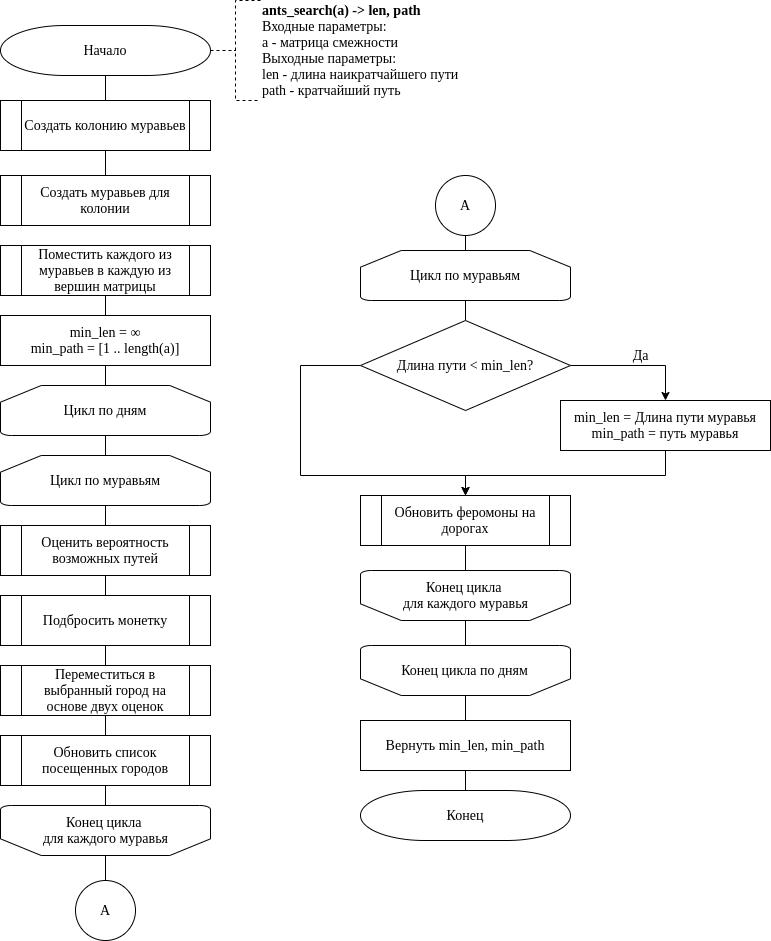 ants_search(a) -> len, path
Входные параметры:
a - матрица смежности
Выходные параметры:
len - длина наикратчайшего пути
path - кратчайший путь
Начало
Создать колонию муравьев
Создать муравьев для
колонии
Поместить каждого из
муравьев в каждую из
вершин матрицы
min_len = ∞
min_path = [1 .. length(a)]
Цикл по дням
Цикл по муравьям
Оценить вероятность
возможных путей
Подбросить монетку
Переместиться в
выбранный город на
основе двух оценок
Обновить список
посещенных городов
Конец цикла
для каждого муравья
А
А
Цикл по муравьям
Длина пути < min_len?
Да
min_len = Длина пути муравья
min_path = путь муравья
Обновить феромоны на
дорогах
Конец цикла
для каждого муравья
Конец цикла по дням
Вернуть min_len, min_path
Конец